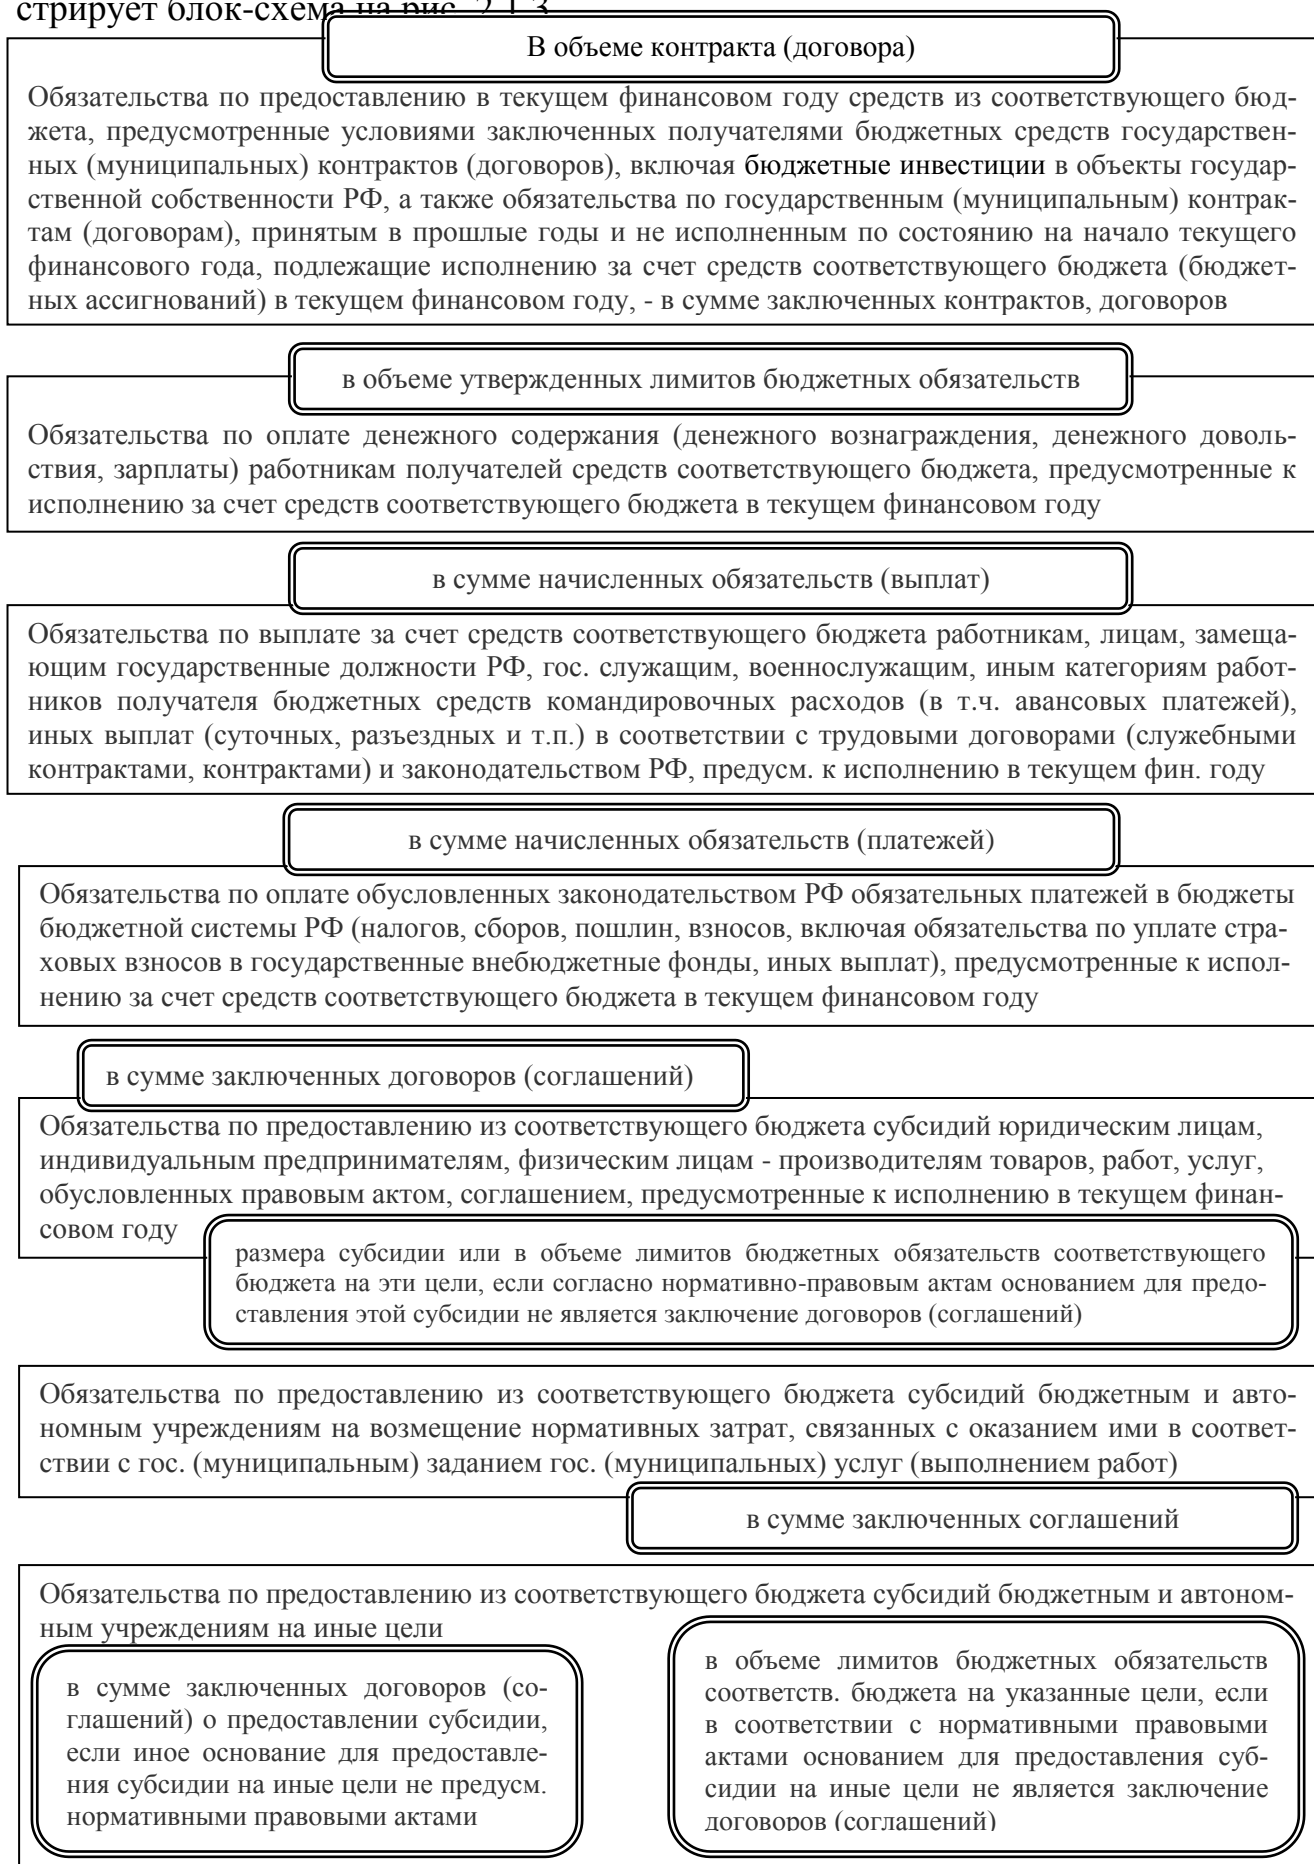 стрирует блок-схема на рис. 2.1.3
В объеме контракта (договора)
Обязательства по предоставлению в текущем финансовом году средств из соответствующего бюд-
жета, предусмотренные условиями заключенных получателями бюджетных средств государствен-
ных (муниципальных) контрактов (договоров), включая бюджетные инвестиции в объекты государ-
ственной собственности РФ, а также обязательства по государственным (муниципальным) контрак-
там (договорам), принятым в прошлые годы и не исполненным по состоянию на начало текущего
финансового года, подлежащие исполнению за счет средств соответствующего бюджета (бюджет-
ных ассигнований) в текущем финансовом году, - в сумме заключенных контрактов, договоров
в объеме утвержденных лимитов бюджетных обязательств
Обязательства по оплате денежного содержания (денежного вознаграждения, денежного доволь-
ствия, зарплаты) работникам получателей средств соответствующего бюджета, предусмотренные к
исполнению за счет средств соответствующего бюджета в текущем финансовом году
в сумме начисленных обязательств (выплат)
Обязательства по выплате за счет средств соответствующего бюджета работникам, лицам, замеща-
ющим государственные должности РФ, гос. служащим, военнослужащим, иным категориям работ-
ников получателя бюджетных средств командировочных расходов (в т.ч. авансовых платежей),
иных выплат (суточных, разъездных и т.п.) в соответствии с трудовыми договорами (служебными
контрактами, контрактами) и законодательством РФ, предусм. к исполнению в текущем фин. году
в сумме начисленных обязательств (платежей)
Обязательства по оплате обусловленных законодательством РФ обязательных платежей в бюджеты
бюджетной системы РФ (налогов, сборов, пошлин, взносов, включая обязательства по уплате стра-
ховых взносов в государственные внебюджетные фонды, иных выплат), предусмотренные к испол-
нению за счет средств соответствующего бюджета в текущем финансовом году
в сумме заключенных договоров (соглашений)
Обязательства по предоставлению из соответствующего бюджета субсидий юридическим лицам,
индивидуальным предпринимателям, физическим лицам - производителям товаров, работ, услуг,
обусловленных правовым актом, соглашением, предусмотренные к исполнению в текущем финан-
совом году
размера субсидии или в объеме лимитов бюджетных обязательств соответствующего
бюджета на эти цели, если согласно нормативно-правовым актам основанием для предо-
ставления этой субсидии не является заключение договоров (соглашений)
Обязательства по предоставлению из соответствующего бюджета субсидий бюджетным и авто-
номным учреждениям на возмещение нормативных затрат, связанных с оказанием ими в соответ-
ствии с гос. (муниципальным) заданием гос. (муниципальных) услуг (выполнением работ)
в сумме заключенных соглашений
Обязательства по предоставлению из соответствующего бюджета субсидий бюджетным и автоном-
ным учреждениям на иные цели
в сумме заключенных договоров (со-
глашений) о предоставлении субсидии,
если иное основание для предоставле-
ния субсидии на иные цели не предусм.
нормативными правовыми актами
в объеме лимитов бюджетных обязательств
соответств. бюджета на указанные цели, если
в соответствии с нормативными правовыми
актами основанием для предоставления суб-
сидии на иные цели не является заключение
договоров (соглашений)